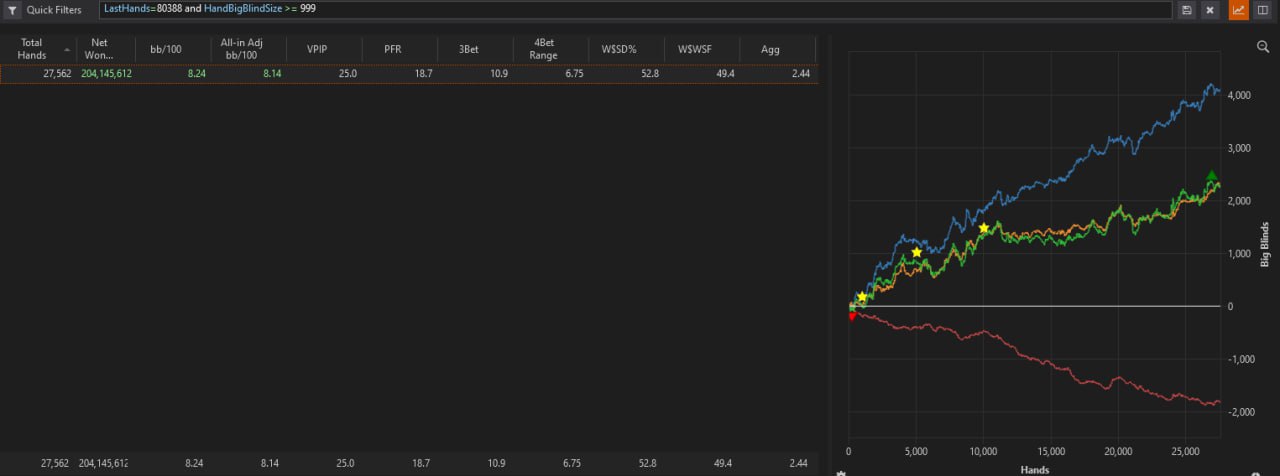 Quick Filters
LastHands=80388 and HandBigBlindSize >= 999
Total Hands
Net Won...
bb/100
All-in Adj bb/100
VPIP
PFR
3Bet
4Bet Range
W$SD%
W$WSF
Agg
27,562 204,145,612 8.24 8.14 25.0 18.7 10.9 6.75 52.8 49.4 2.44
27,562 204,145,612 8.24 8.14 25.0 18.7 10.9 6.75 52.8 49.4 2.44
4,000
3,000
2,000
1,000
0
-1,000
-2,000
Big Blinds
0 5,000 10,000 15,000 20,000 25,000
Hands